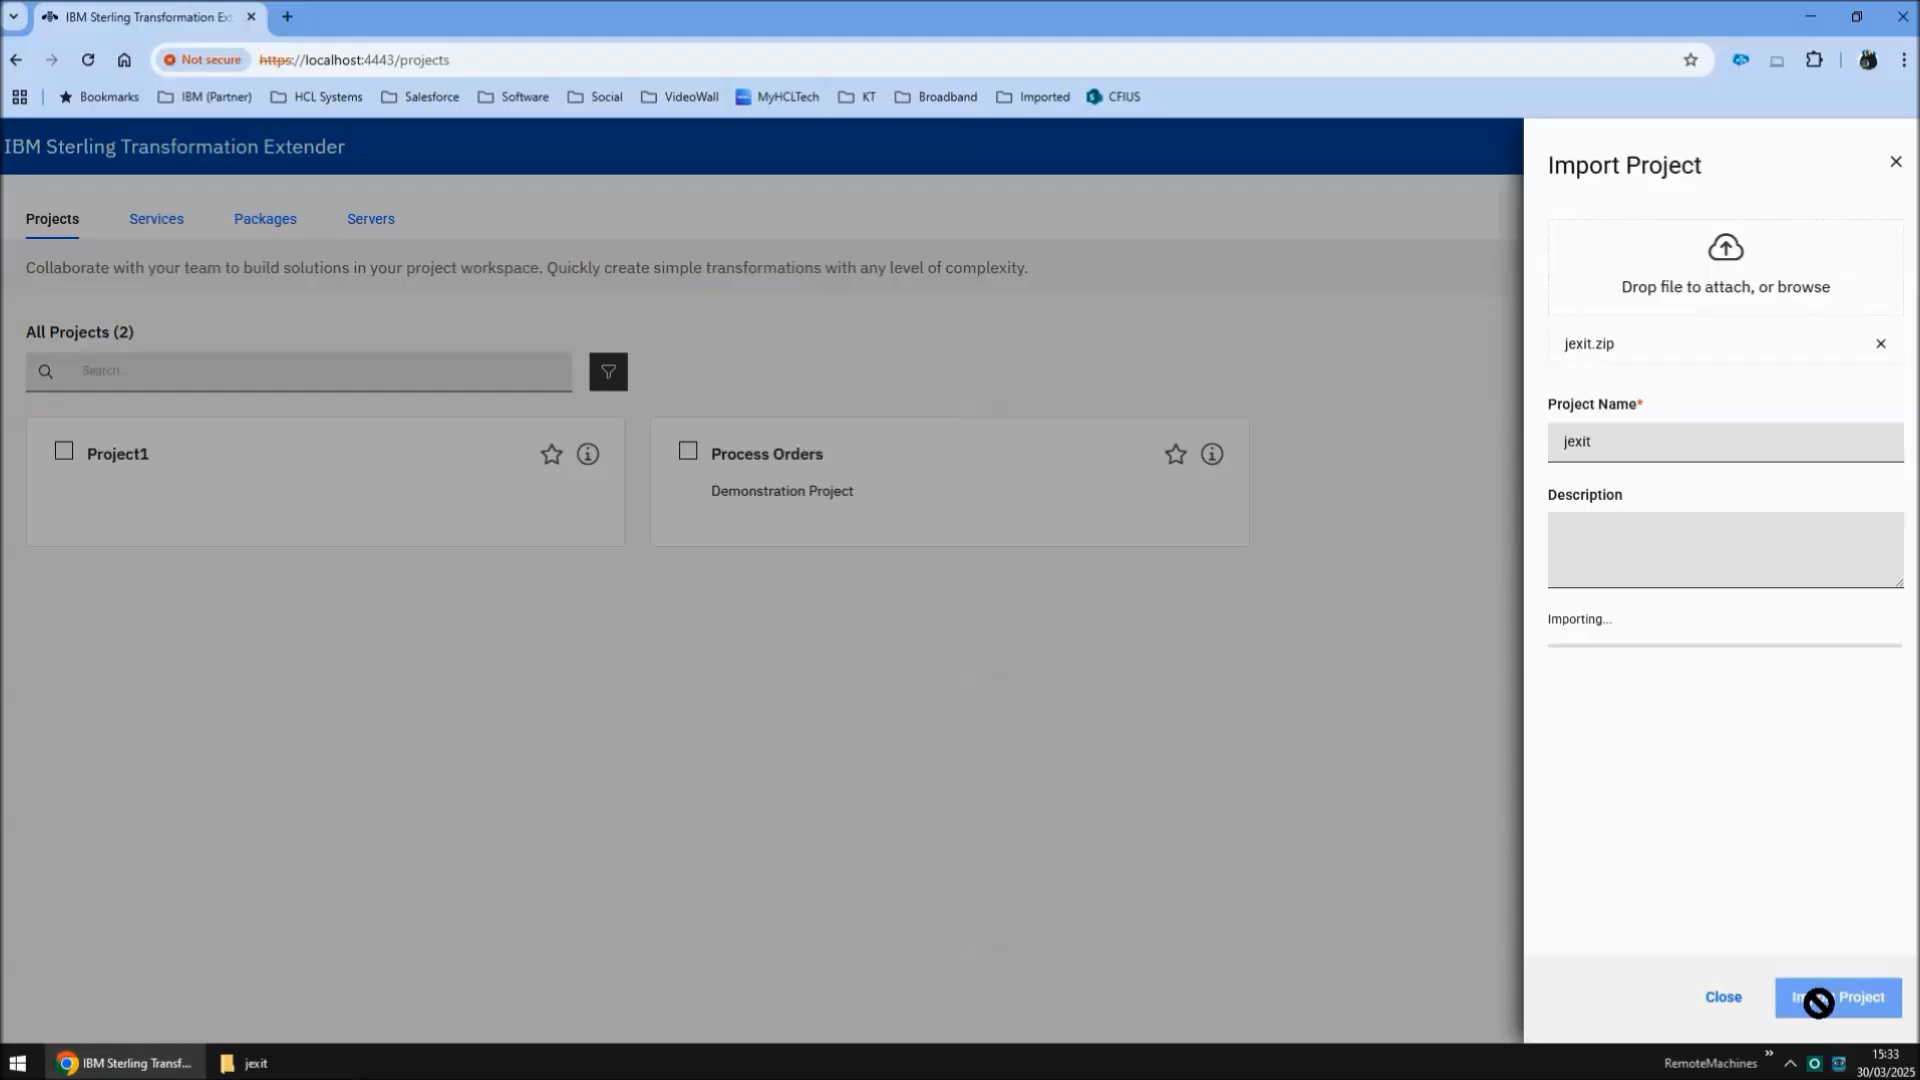 IBM Sterling Transformation Ex
Not secure
https://localhost:4443/projects
Bookmarks
IBM (Partner)
HCL Systems
Salesforce
Software
Social
VideoWall
MyHCLTech
KT
Broadband
Imported
CFIUS
IBM Sterling Transformation Extender
Projects
Services
Packages
Servers
Collaborate with your team to build solutions in your project workspace. Quickly create simple transformations with any level of complexity.
All Projects (2)
Search...
Project1
Process Orders
Demonstration Project
Import Project
Drop file to attach, or browse
jexit.zip
Project Name*
jexit
Description
Importing...
Close
Project
IBM Sterling Transf...
jexit
RemoteMachines
15:33
30/03/2025